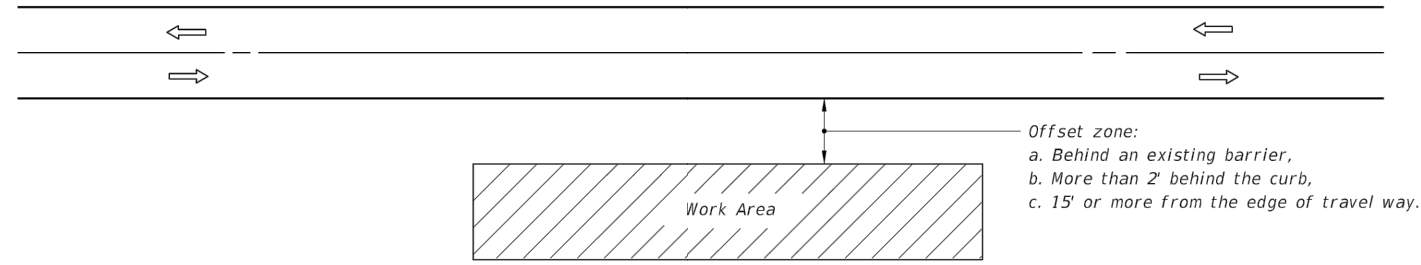 Offset zone:
a. Behind an existing barrier,
b. More than 2' behind the curb,
c. 15' or more from the edge of travel way.
Work Area